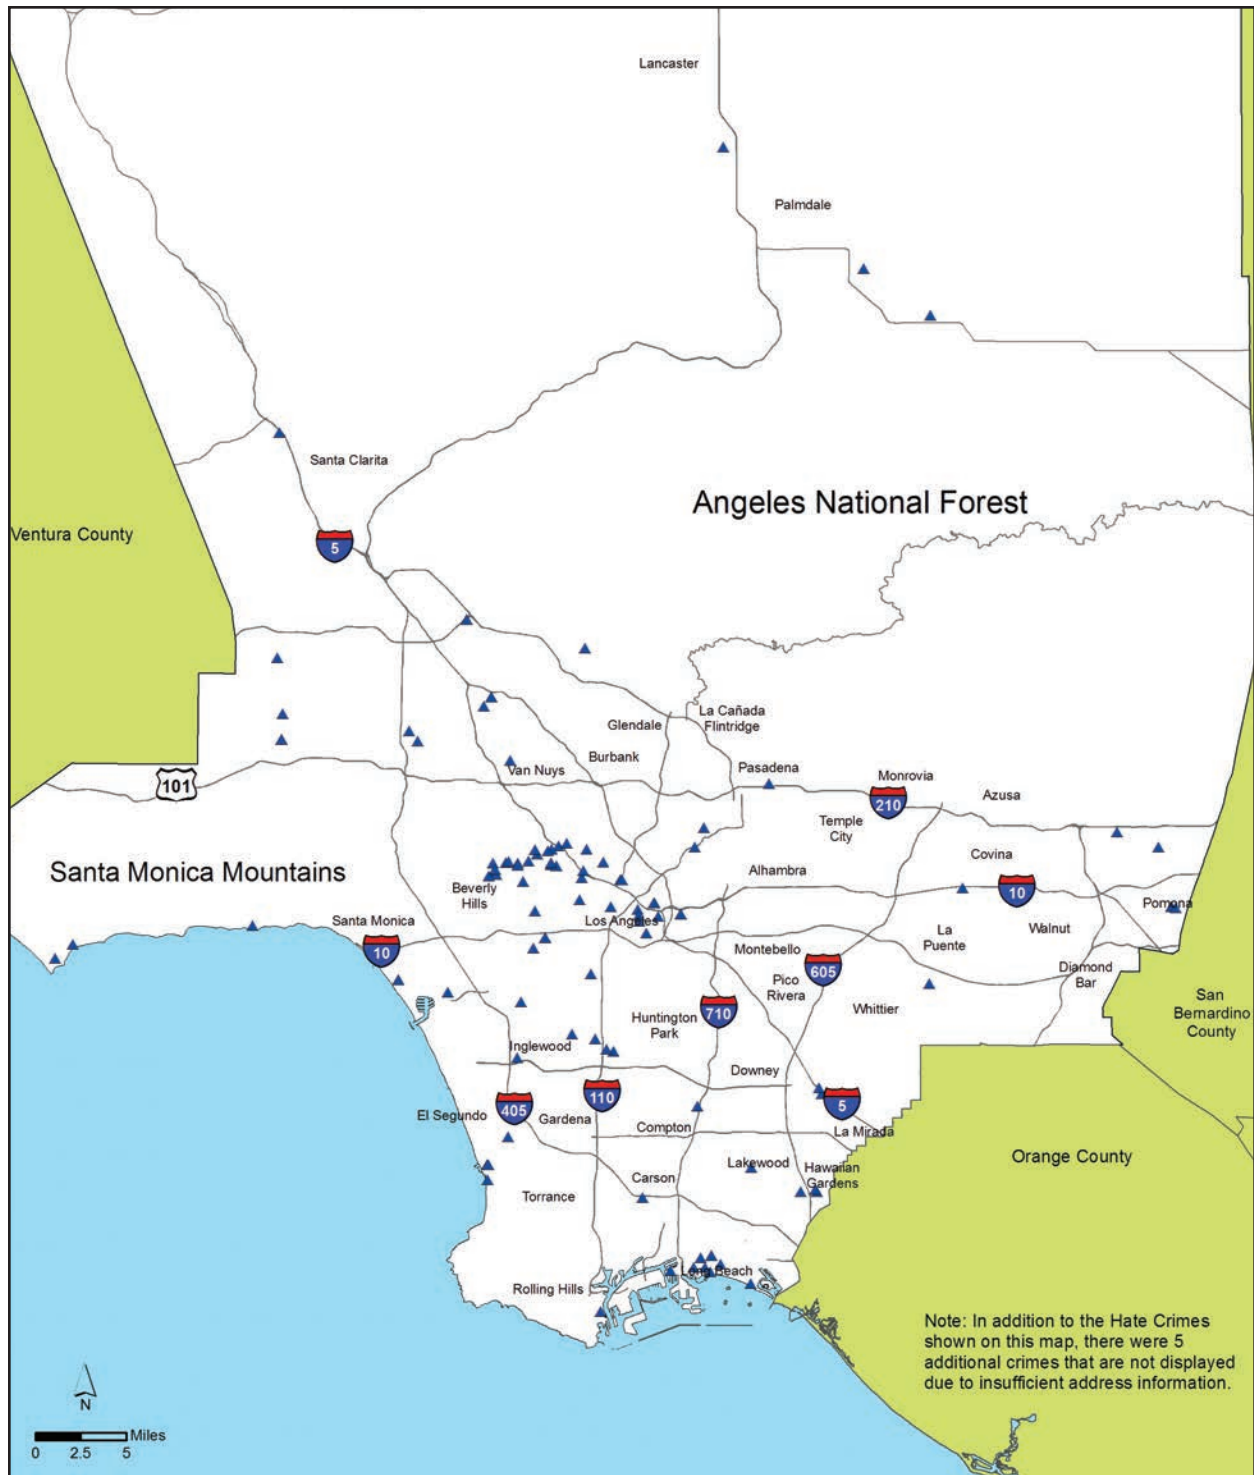 Lancaster
Palmdale
Santa Clarita
Angeles National Forest
Ventura County
5
La Cañada
Flintridge
Glendale
Burbank
Van Nuys
Pasadena
Monrovia
101
210
Azusa
Temple
City
Santa Monica Mountains
Covina
Alhambra
Beverly
Hills
10
Pomona
Santa Monica
Los Angeles
La
Puente
Walnut
10
Montebello
605
Diamond
Bar
Pico
Rivera
San
Bernardino
County
Whittier
Huntington
Park
710
Inglewood
Downey
110
5
405
El Segundo
Gardena
Compton
La Mirada
Orange County
Lakewood
Hawaiian
Gardens
Carson
Torrance
Long Beach
Rolling Hills
Note: In addition to the Hate Crimes
shown on this map, there were 5
additional crimes that are not displayed
due to insufficient address information.
N
Miles
0 2.5 5